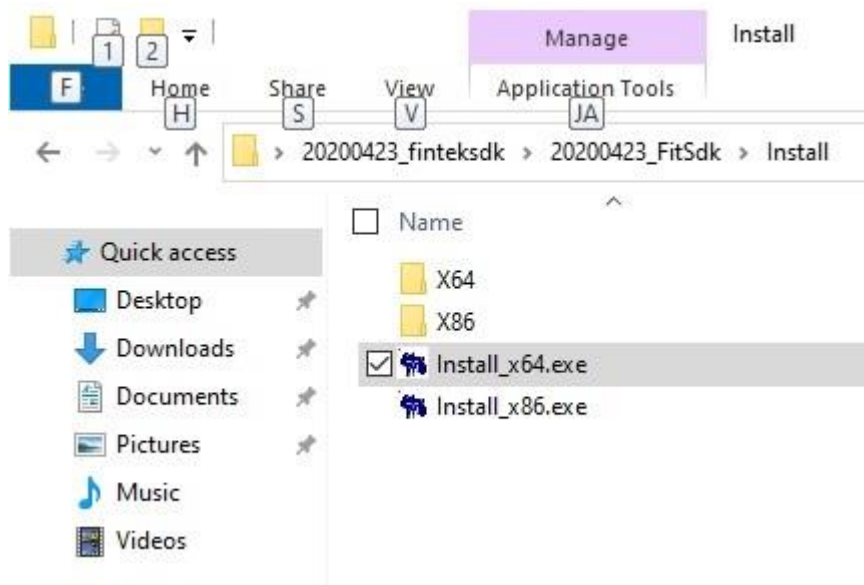 1 2
Manage Install
F Home Share View Application Tools
H S V JA
20200423_finteksdk > 20200423_FitSdk > Install
Name
Quick access
X64
Desktop
X86
Downloads
Install_x64.exe
Documents
Install_x86.exe
Pictures
Music
Videos